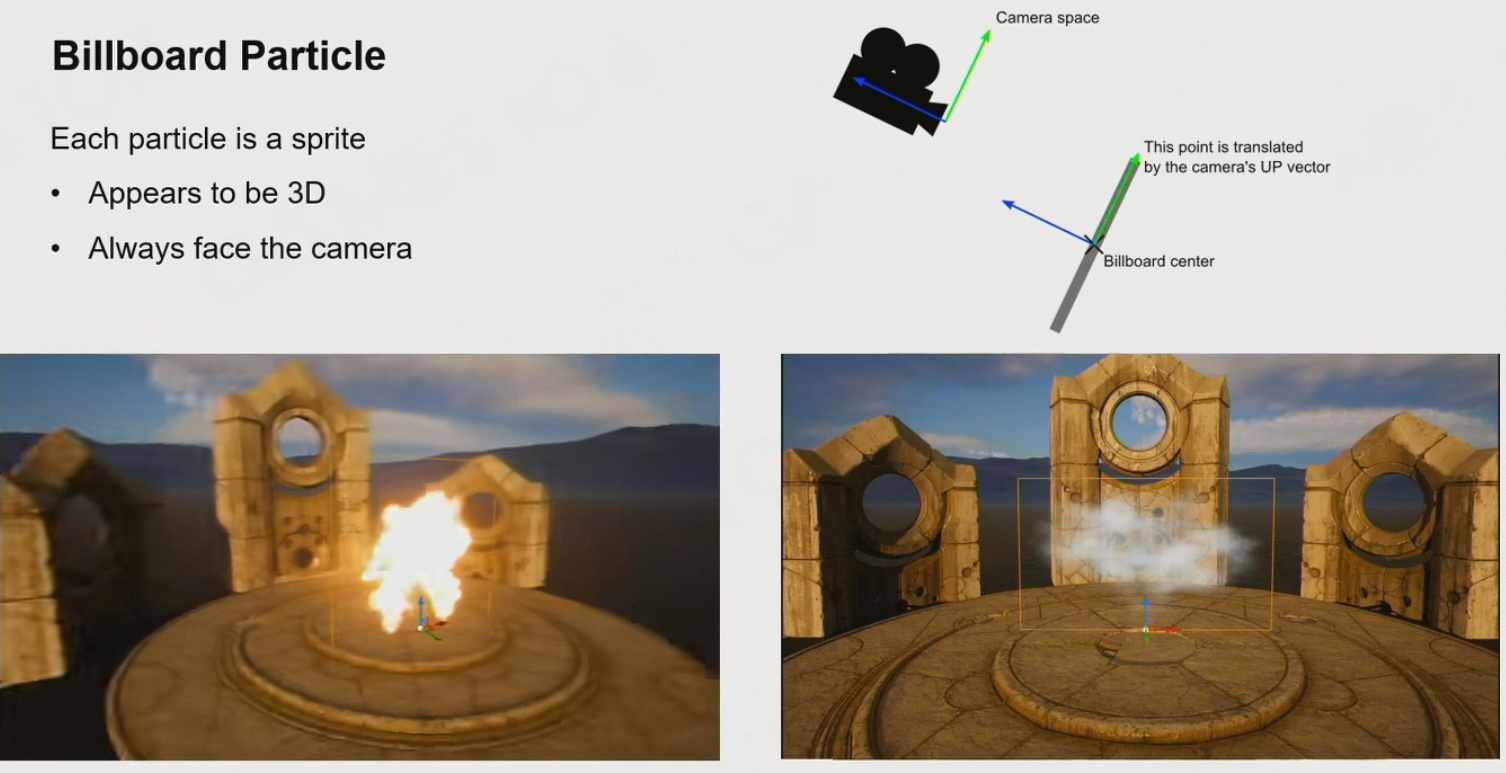 Billboard Particle
Each particle is a sprite
• Appears to be 3D
• Always face the camera
Camera space
This point is translated
by the camera's UP vector
Billboard center